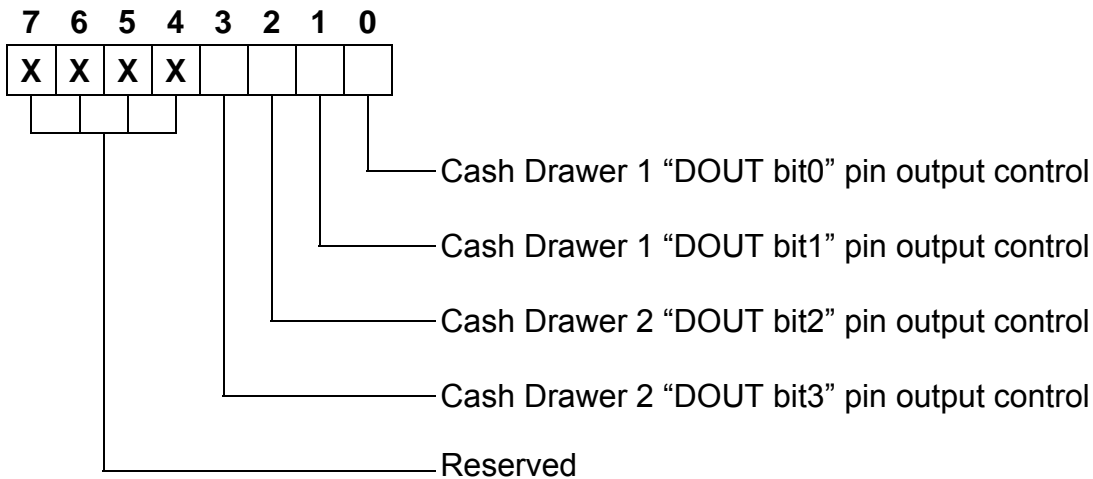 7 6 5 4 3 2 1 0
X X X X
Cash Drawer 1 “DOUT bit0” pin output control
Cash Drawer 1 “DOUT bit1” pin output control
Cash Drawer 2 “DOUT bit2” pin output control
Cash Drawer 2 “DOUT bit3” pin output control
Reserved